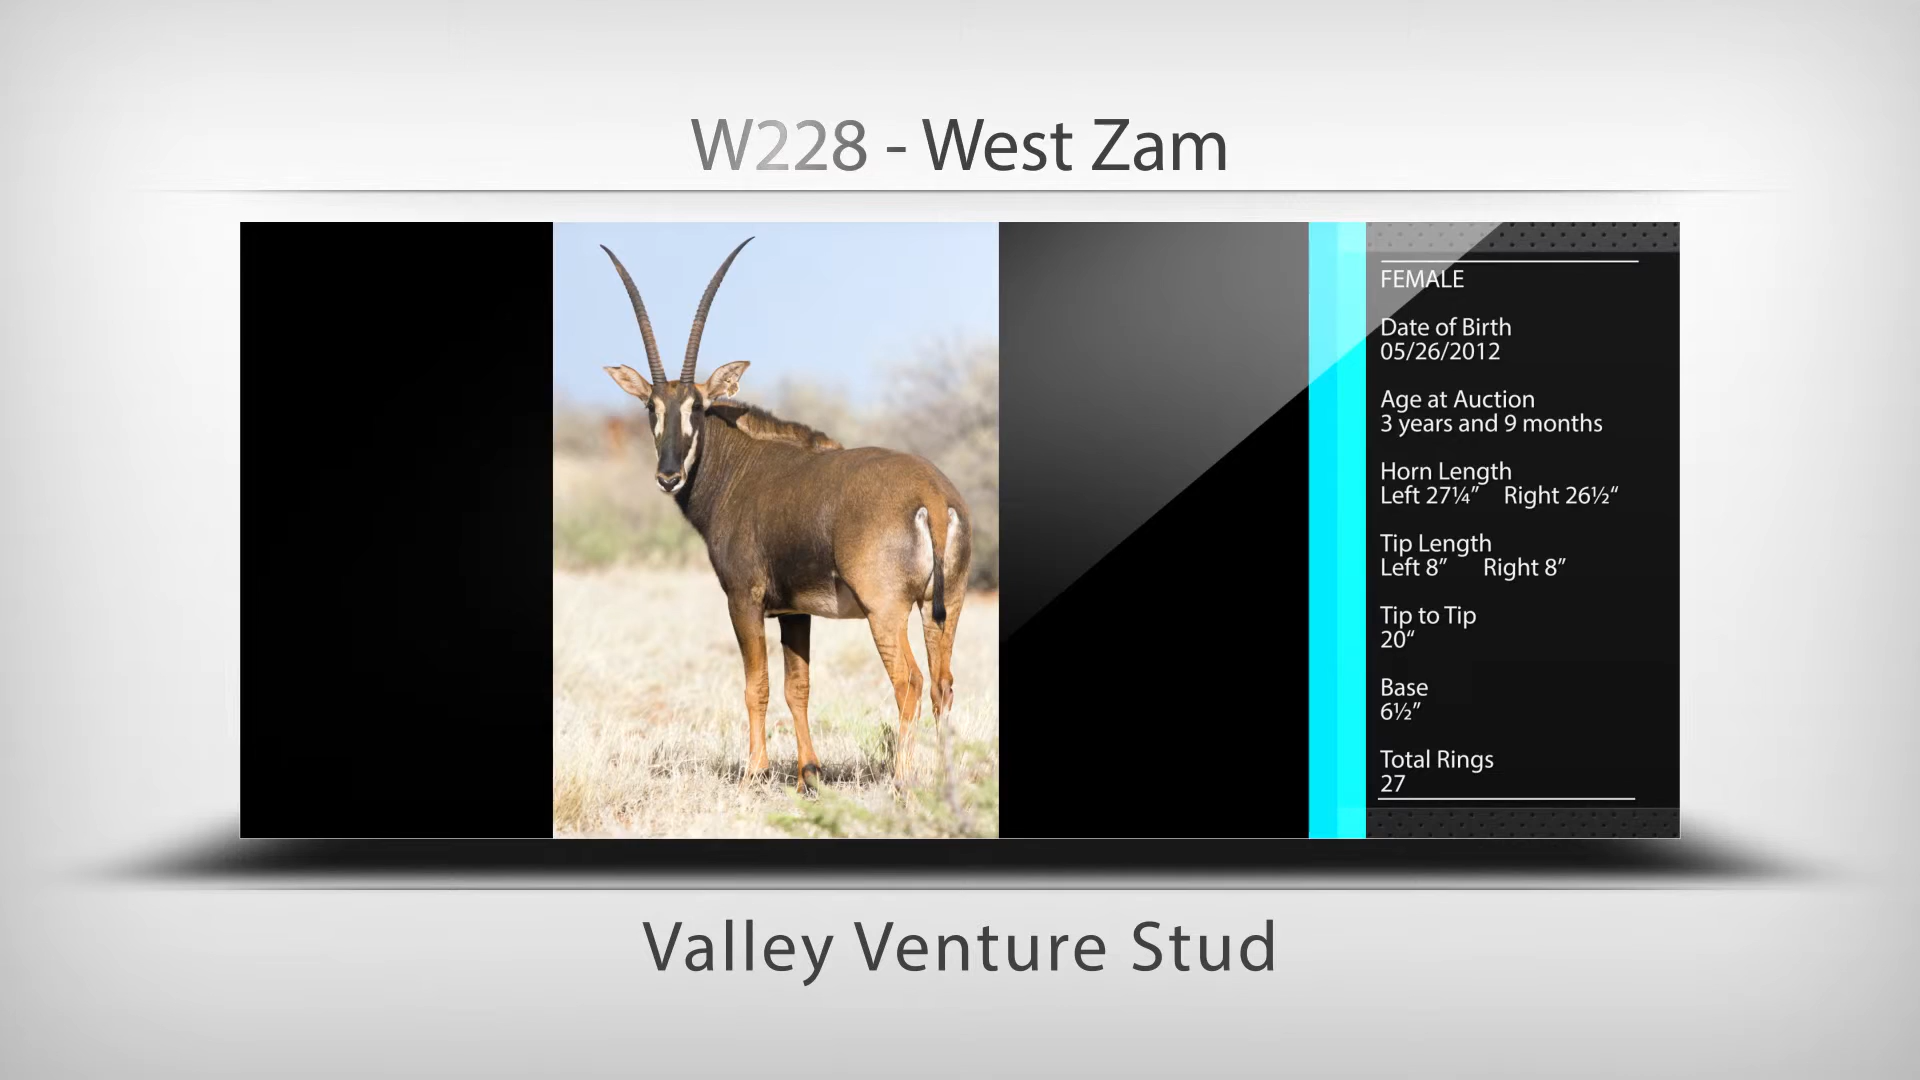 W228 - West Zam
FEMALE
Date of Birth
05/26/2012
Age at Auction
3 years and 9 months
Horn Length
Left 27¼” Right 26½“
Tip Length
Left 8” Right 8”
Tip to Tip
20“
Base
6½”
Total Rings
27
Valley Venture Stud